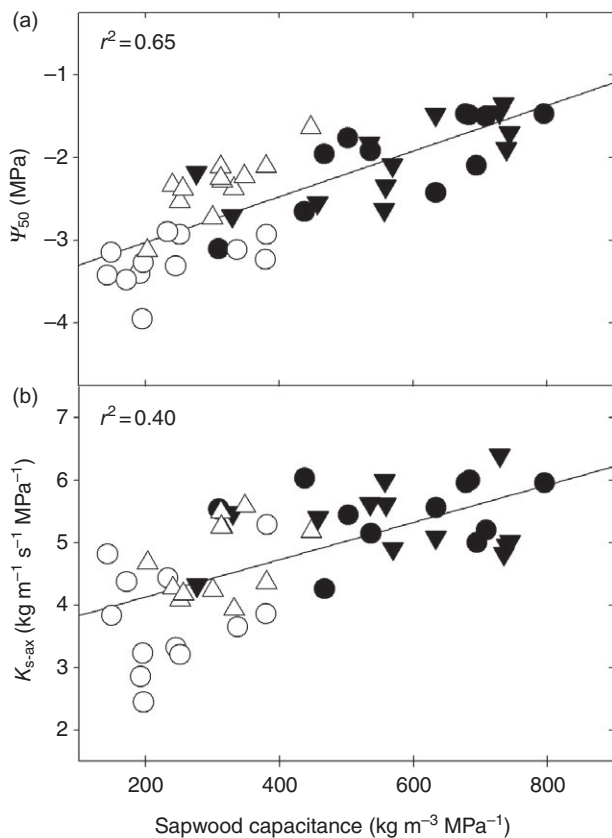 (a)
r² = 0.65
−1
−2
−3
−4
Ψ₅₀ (MPa)
(b)
r² = 0.40
7
6
5
4
3
2
K_{s-ax} (kg m⁻¹ s⁻¹ MPa⁻¹)
200 400 600 800
Sapwood capacitance (kg m⁻³ MPa⁻¹)